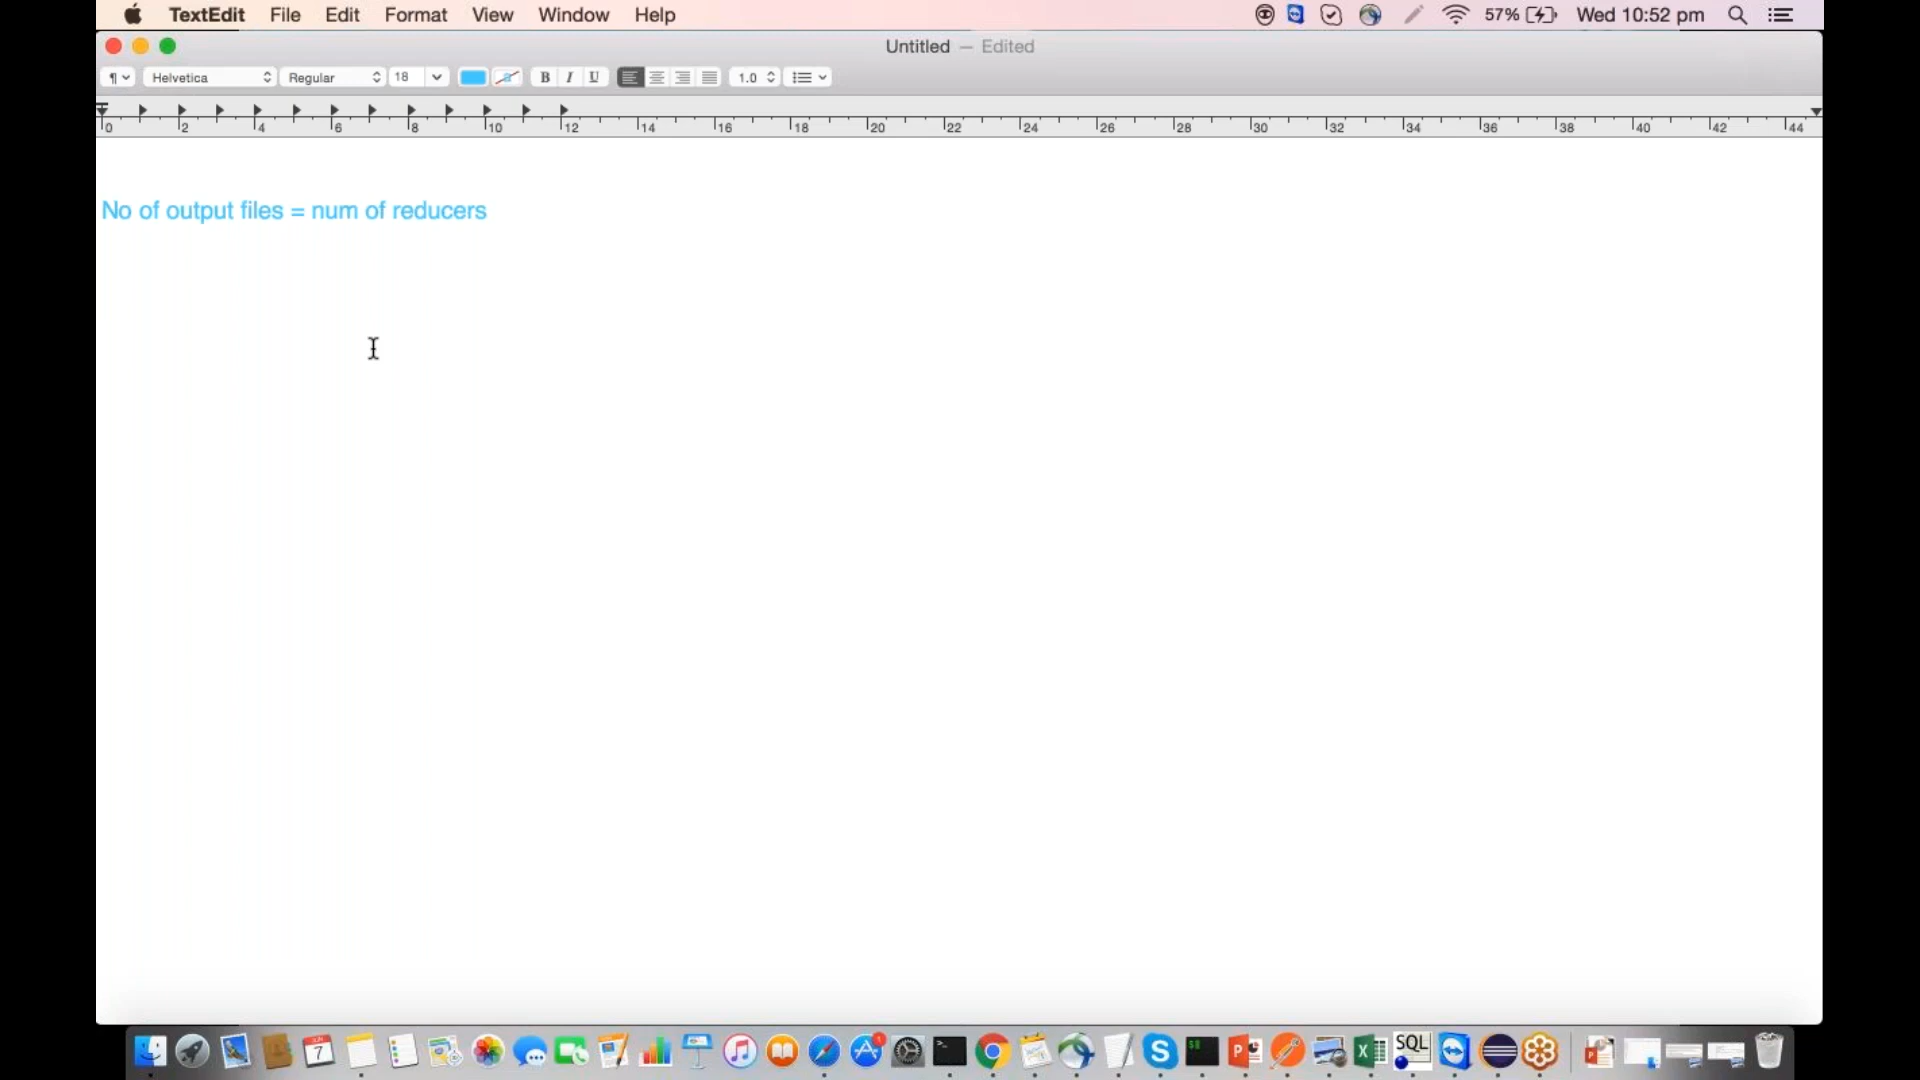 TextEdit File Edit Format View Window Help 57% Wed 10:52 pm
Untitled — Edited
¶ Helvetica Regular 18 a B I U 1.0
0 2 4 6 8 10 12 14 16 18 20 22 24 26 28 30 32 34 36 38 40 42 44
No of output files = num of reducers
7 S P X SQL P